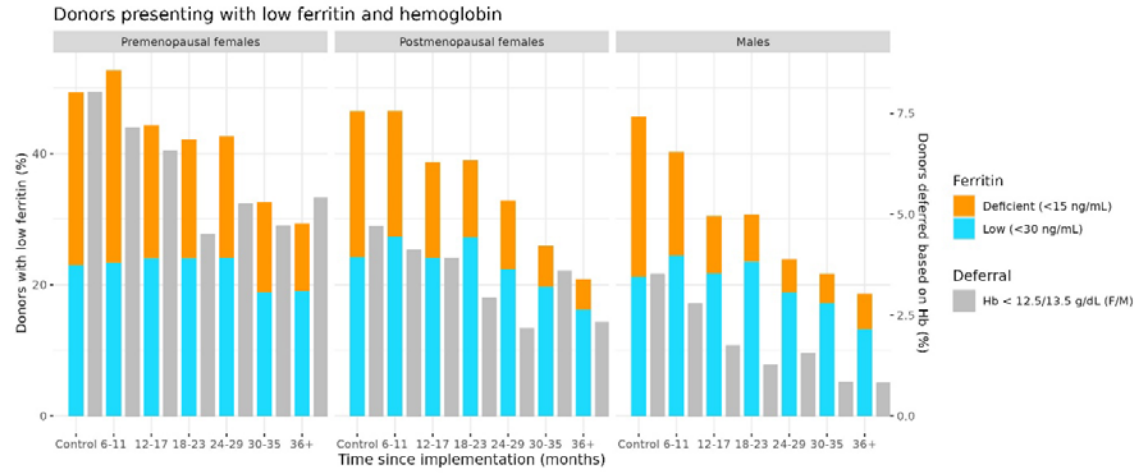 Donors presenting with low ferritin and hemoglobin
Premenopausal females
Postmenopausal females
Males
Donors with low ferritin (%)
40
20
0
Control 6-11 12-17 18-23 24-29 30-35 36+
Control 6-11 12-17 18-23 24-29 30-35 36+
Control 6-11 12-17 18-23 24-29 30-35 36+
Time since implementation (months)
7.5
5.0
2.5
0.0
Donors deferred based on Hb (%)
Ferritin
Deficient (<15 ng/mL)
Low (<30 ng/mL)
Deferral
Hb < 12.5/13.5 g/dL (F/M)